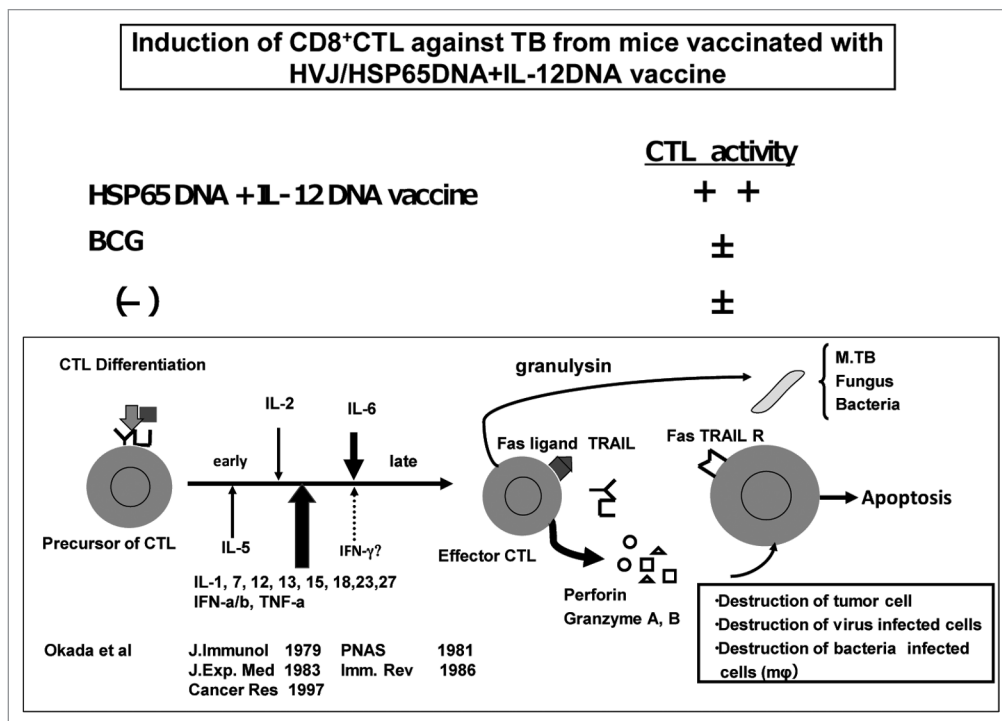 Induction of CD8⁺CTL against TB from mice vaccinated with
HVJ/HSP65DNA+IL-12DNA vaccine
CTL activity
HSP65 DNA + IL-12 DNA vaccine + +
BCG ±
(−) ±
CTL Differentiation
granulysin
M.TB
Fungus
Bacteria
IL-2
IL-6
Fas ligand TRAIL
Fas TRAIL R
early
late
Precursor of CTL
IL-5
IFN-γ?
Effector CTL
Apoptosis
IL-1, 7, 12, 13, 15, 18,23,27
IFN-a/b, TNF-a
Perforin
Granzyme A, B
·Destruction of tumor cell
·Destruction of virus infected cells
·Destruction of bacteria infected
cells (mφ)
Okada et al J.Immunol 1979 PNAS 1981
J.Exp. Med 1983 Imm. Rev 1986
Cancer Res 1997